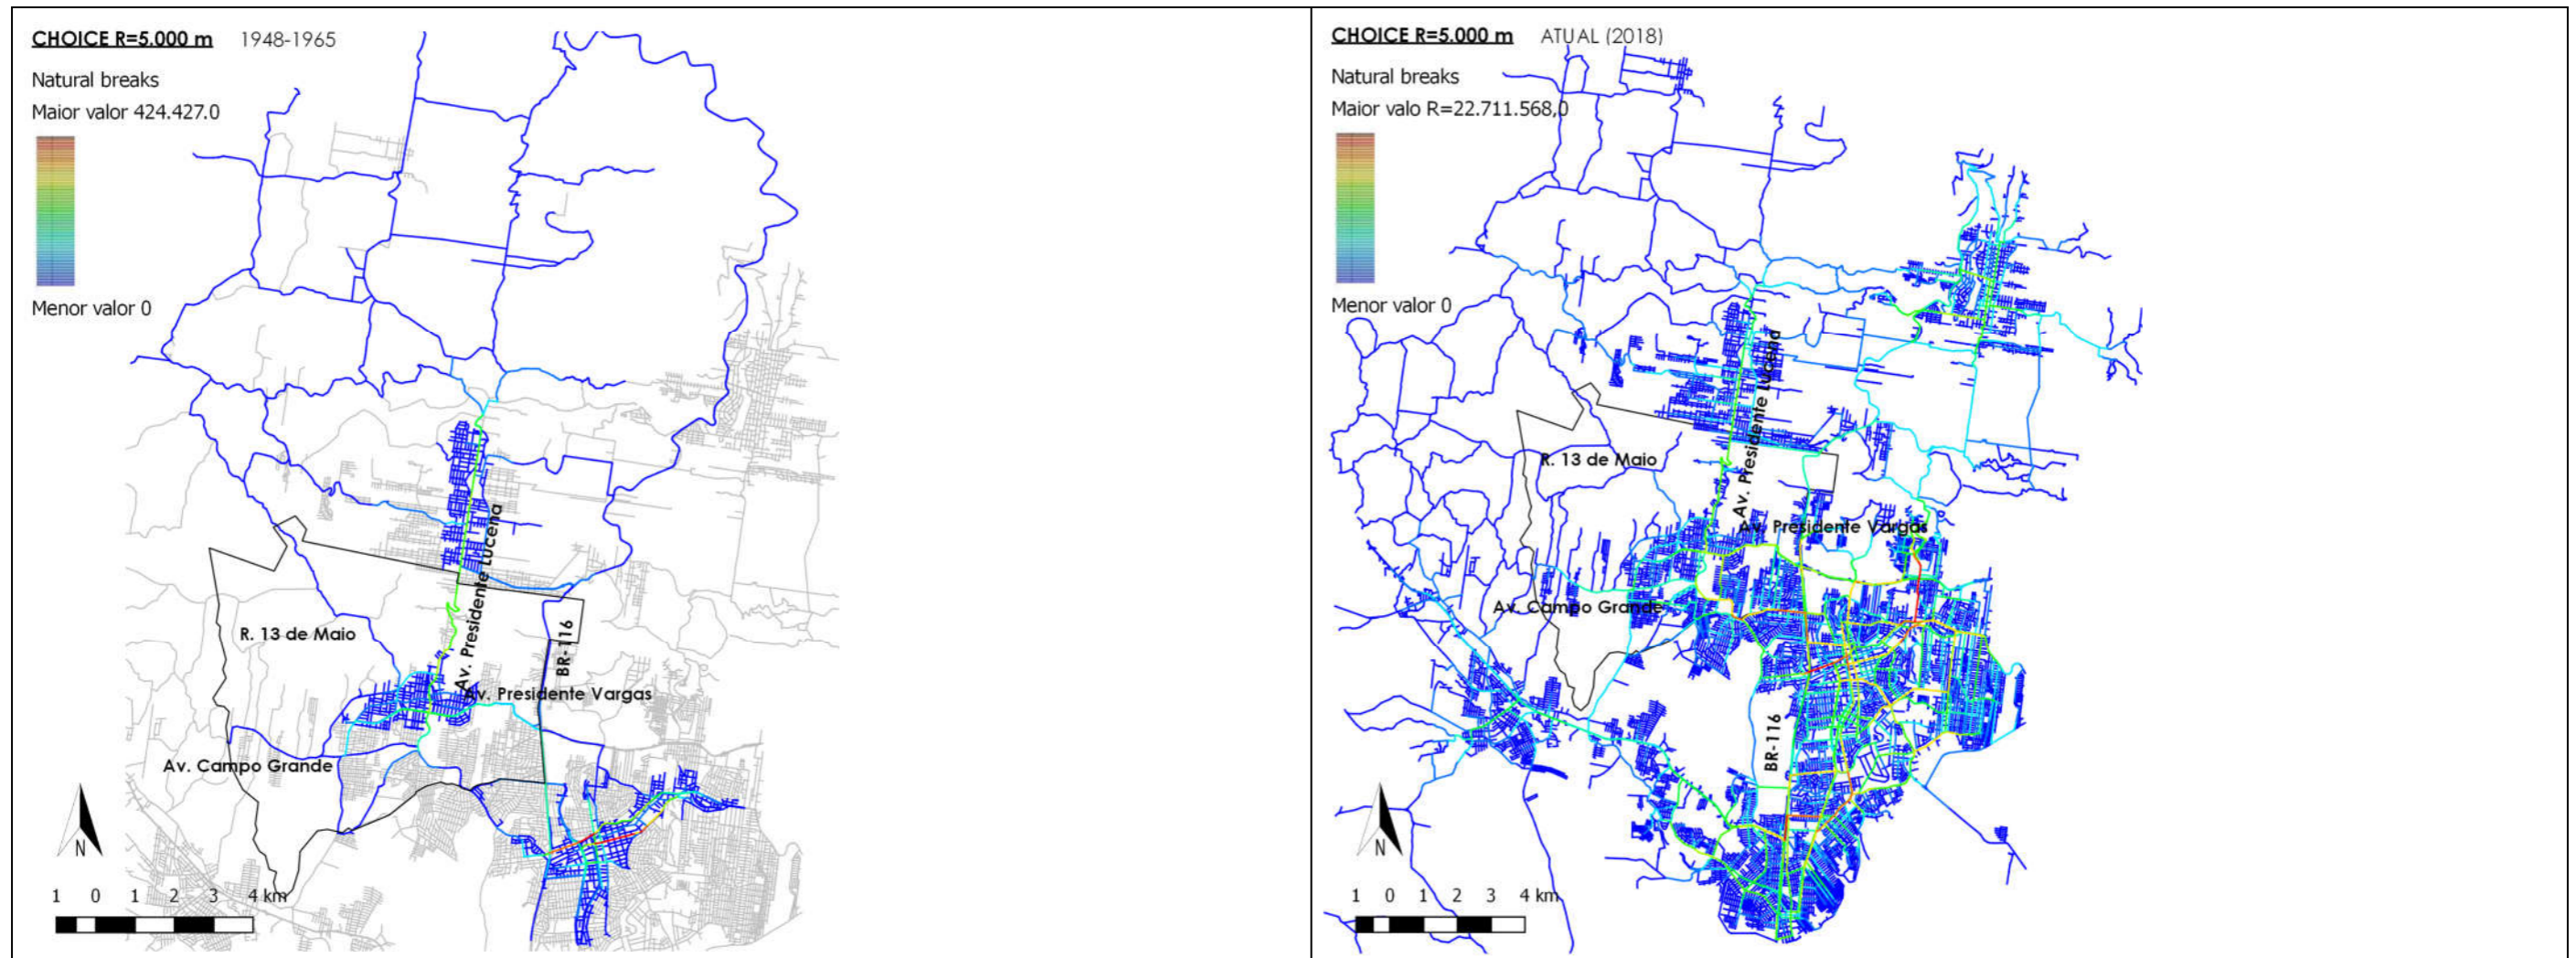 CHOICE R=5.000 m 1948-1965
Natural breaks
Maior valor 424.427.0
Menor valor 0
Av. Presidente Lucena
R. 13 de Maio
BR-116
Av. Presidente Vargas
Av. Campo Grande
N
1 0 1 2 3 4 km
CHOICE R=5.000 m ATUAL (2018)
Natural breaks
Maior valo R=22.711.568,0
Menor valor 0
Av. Presidente Lucena
R. 13 de Maio
Av. Presidente Vargas
Av. Campo Grande
BR-116
N
1 0 1 2 3 4 km